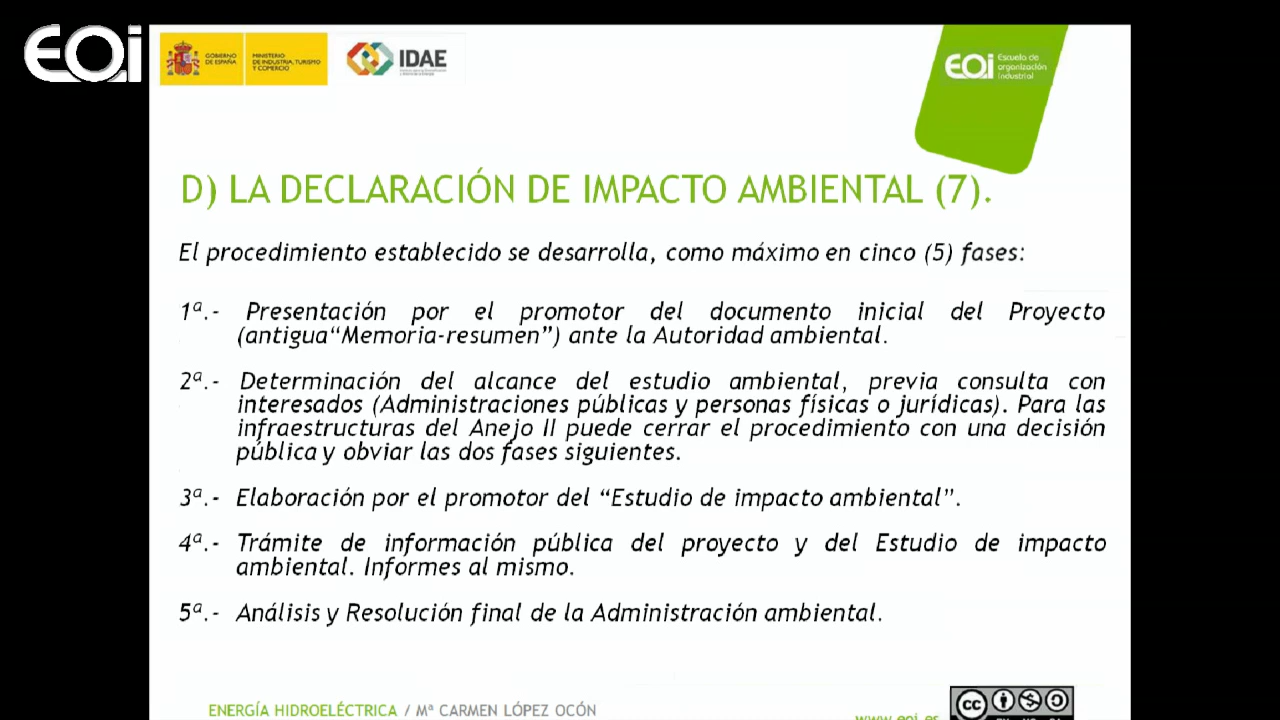 EOi
GOBIERNO
DE ESPAÑA
MINISTERIO
DE INDUSTRIA, TURISMO
Y COMERCIO
IDAE
EOi
Escuela de
organización
industrial
D) LA DECLARACIÓN DE IMPACTO AMBIENTAL (7).
El procedimiento establecido se desarrolla, como máximo en cinco (5) fases:
1ª.- Presentación por el promotor del documento inicial del Proyecto
(antigua“Memoria-resumen”) ante la Autoridad ambiental.
2ª.- Determinación del alcance del estudio ambiental, previa consulta con
interesados (Administraciones públicas y personas físicas o jurídicas). Para las
infraestructuras del Anejo II puede cerrar el procedimiento con una decisión
pública y obviar las dos fases siguientes.
3ª.- Elaboración por el promotor del “Estudio de impacto ambiental”.
4ª.- Trámite de información pública del proyecto y del Estudio de impacto
ambiental. Informes al mismo.
5ª.- Análisis y Resolución final de la Administración ambiental.
ENERGÍA HIDROELÉCTRICA / Mª CARMEN LÓPEZ OCÓN
www.eoi.es
cc